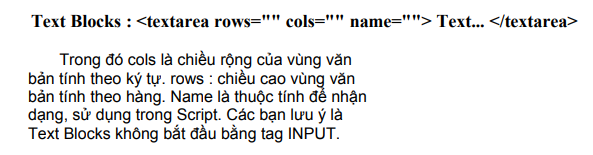 Text Blocks : <textarea rows="" cols="" name=""> Text... </textarea>
Trong đó cols là chiều rộng của vùng văn
bản tính theo ký tự. rows : chiều cao vùng văn
bản tính theo hàng. Name là thuộc tính để nhận
dạng, sử dụng trong Script. Các bạn lưu ý là
Text Blocks không bắt đầu bằng tag INPUT.